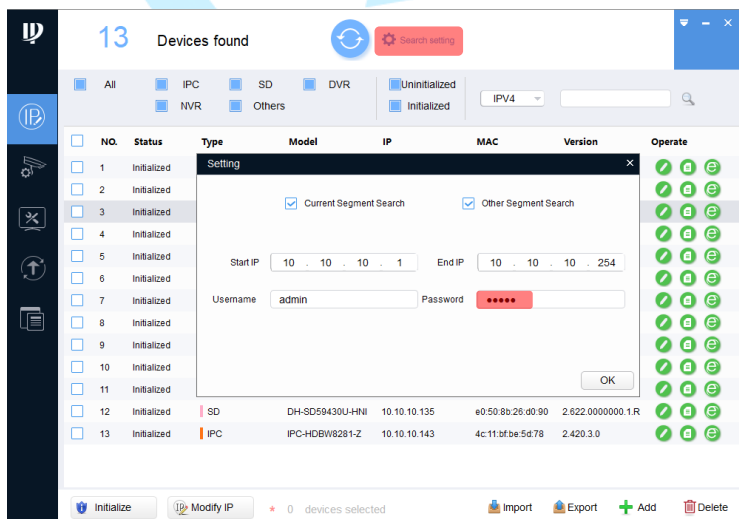 13 Devices found Search setting
All IPC SD DVR Uninitialized
NVR Others Initialized IPV4
NO. Status Type Model IP MAC Version Operate
1 Initialized
2 Initialized
3 Initialized
4 Initialized
5 Initialized
6 Initialized
7 Initialized
8 Initialized
9 Initialized
10 Initialized
11 Initialized
Setting
Current Segment Search Other Segment Search
Start IP 10 . 10 . 10 . 1 End IP 10 . 10 . 10 . 254
Username admin Password •••••
OK
12 Initialized SD DH-SD59430U-HNI 10.10.10.135 e0:50:8b:26:d0:90 2.622.0000000.1.R
13 Initialized IPC IPC-HDBW8281-Z 10.10.10.143 4c:11:bf:be:5d:78 2.420.3.0
Initialize IP Modify IP * 0 devices selected Import Export Add Delete